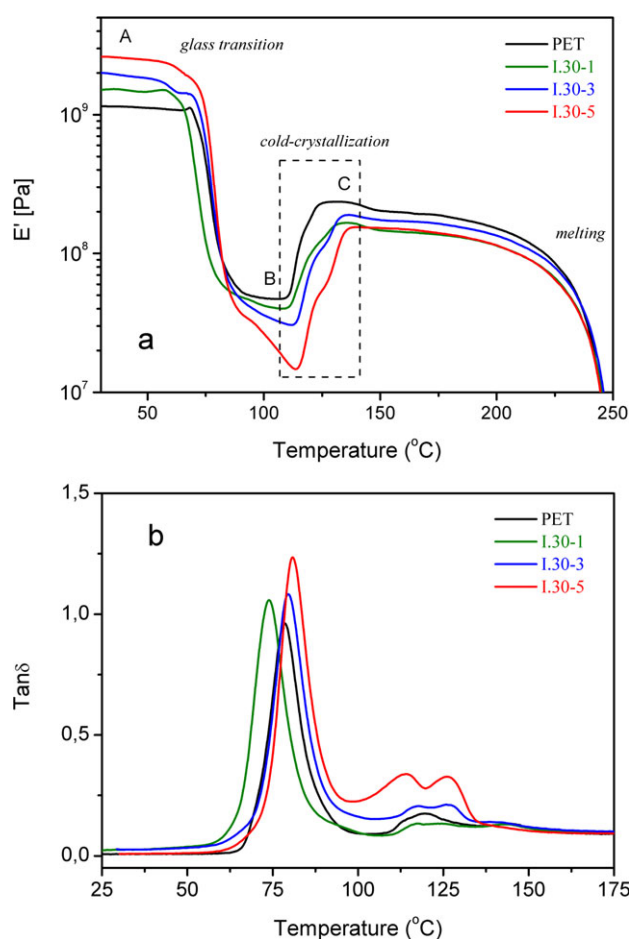 A
glass transition
PET
I.30-1
I.30-3
I.30-5
cold-crystallization
C
B
melting
a
10⁹
10⁸
10⁷
E' [Pa]
50 100 150 200 250
Temperature (°C)
b
PET
I.30-1
I.30-3
I.30-5
1,5
1,0
0,5
0,0
Tanδ
25 50 75 100 125 150 175
Temperature (°C)